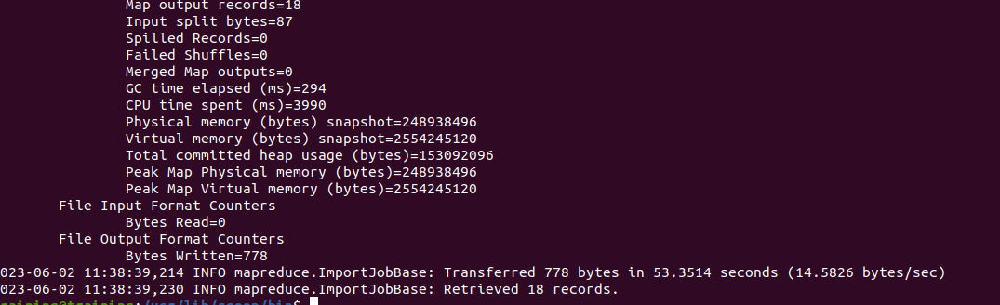 Map output records=18
Input split bytes=87
Spilled Records=0
Failed Shuffles=0
Merged Map outputs=0
GC time elapsed (ms)=294
CPU time spent (ms)=3990
Physical memory (bytes) snapshot=248938496
Virtual memory (bytes) snapshot=2554245120
Total committed heap usage (bytes)=153092096
Peak Map Physical memory (bytes)=248938496
Peak Map Virtual memory (bytes)=2554245120
File Input Format Counters
Bytes Read=0
File Output Format Counters
Bytes Written=778
023-06-02 11:38:39,214 INFO mapreduce.ImportJobBase: Transferred 778 bytes in 53.3514 seconds (14.5826 bytes/sec)
023-06-02 11:38:39,230 INFO mapreduce.ImportJobBase: Retrieved 18 records.